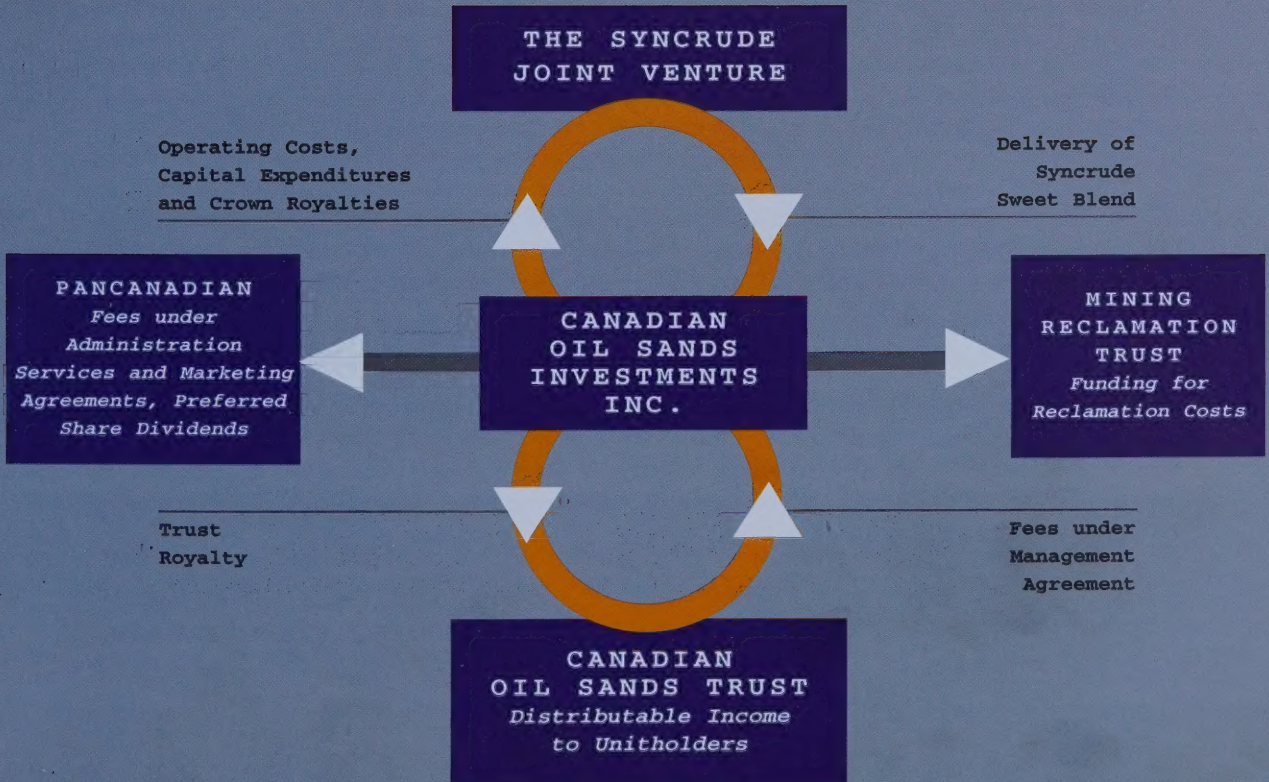 THE SYNCRUDE
JOINT VENTURE
Operating Costs,
Capital Expenditures
and Crown Royalties
Delivery of
Syncrude
Sweet Blend
PANCANADIAN
Fees under
Administration
Services and Marketing
Agreements, Preferred
Share Dividends
CANADIAN
OIL SANDS
INVESTMENTS
INC.
MINING
RECLAMATION
TRUST
Funding for
Reclamation Costs
Trust
Royalty
Fees under
Management
Agreement
CANADIAN
OIL SANDS TRUST
Distributable Income
to Unitholders